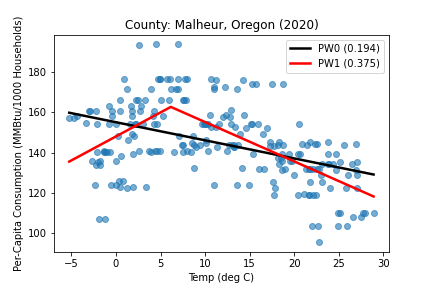 County: Malheur, Oregon (2020)
PW0 (0.194)
PW1 (0.375)
Per-Capita Consumption (MMBtu/1000 Households)
180
160
140
120
100
−5 0 5 10 15 20 25 30
Temp (deg C)